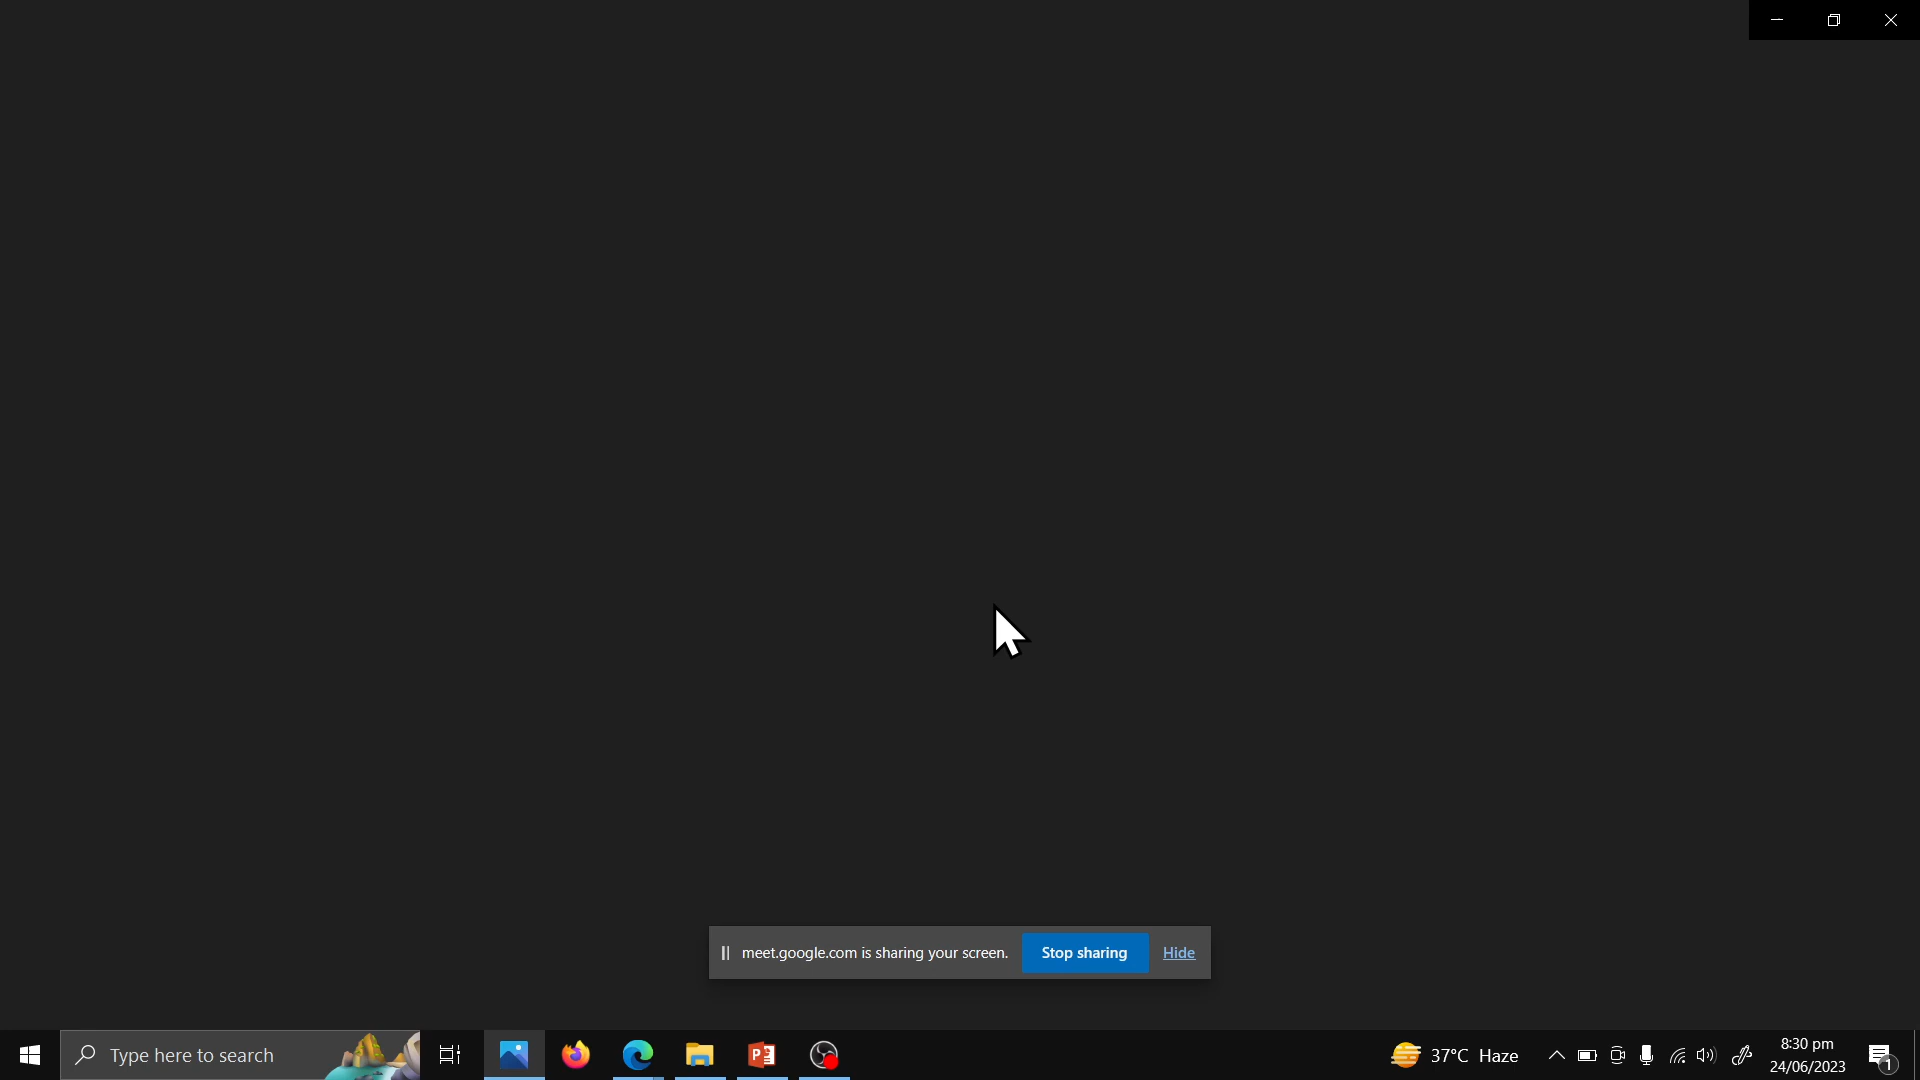 meet.google.com is sharing your screen. Stop sharing Hide
Type here to search
37°C Haze
8:30 pm
24/06/2023
1